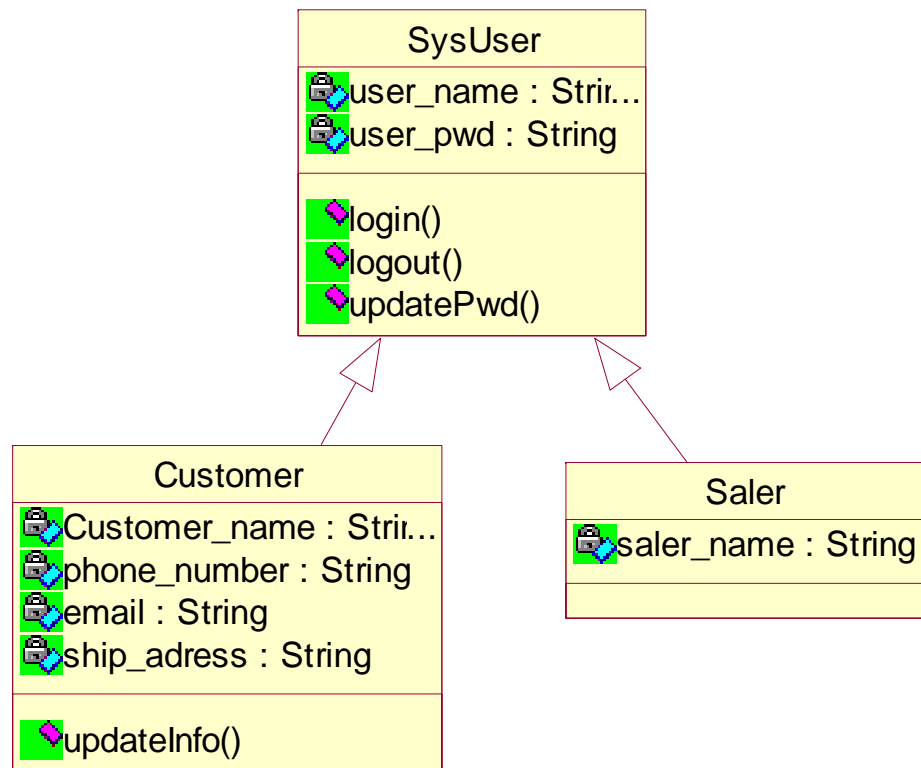 SysUser
user_name : Strir...
user_pwd : String
login()
logout()
updatePwd()
Customer
Customer_name : Strir...
phone_number : String
email : String
ship_adress : String
updateInfo()
Saler
saler_name : String